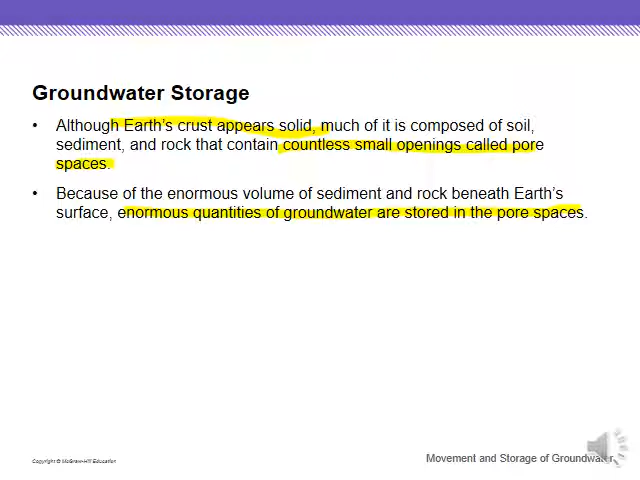 Groundwater Storage
• Although Earth's crust appears solid, much of it is composed of soil,
sediment, and rock that contain countless small openings called pore
spaces.
• Because of the enormous volume of sediment and rock beneath Earth's
surface, enormous quantities of groundwater are stored in the pore spaces.
Copyright © McGraw-Hill Education
Movement and Storage of Groundwater